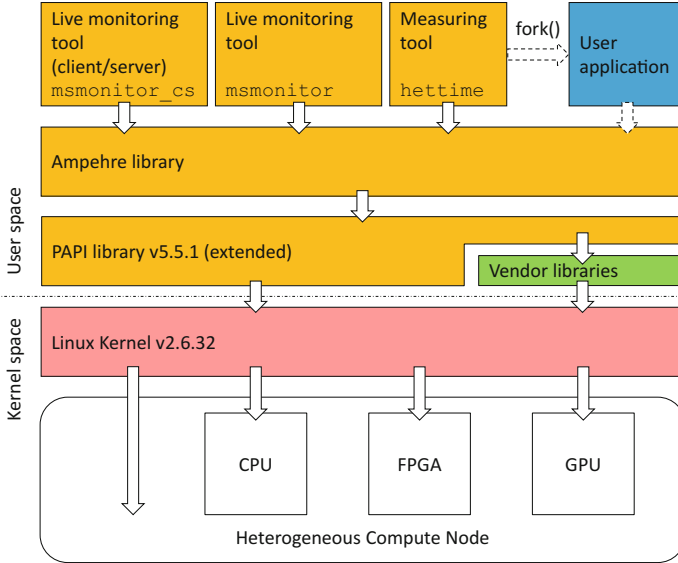 Live monitoring
tool
(client/server)
msmonitor_cs
Live monitoring
tool
msmonitor
Measuring
tool
hettime
fork()
User
application
Ampehre library
User space
PAPI library v5.5.1 (extended)
Vendor libraries
Kernel space
Linux Kernel v2.6.32
CPU
FPGA
GPU
Heterogeneous Compute Node